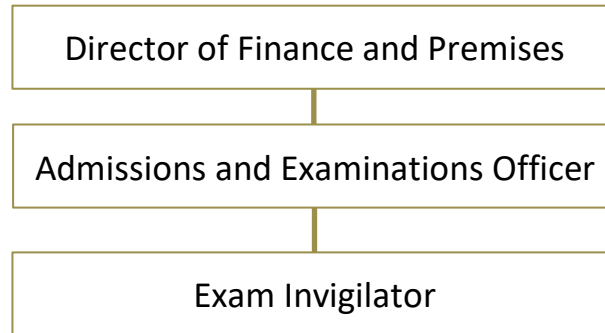 Director of Finance and Premises
Admissions and Examinations Officer
Exam Invigilator